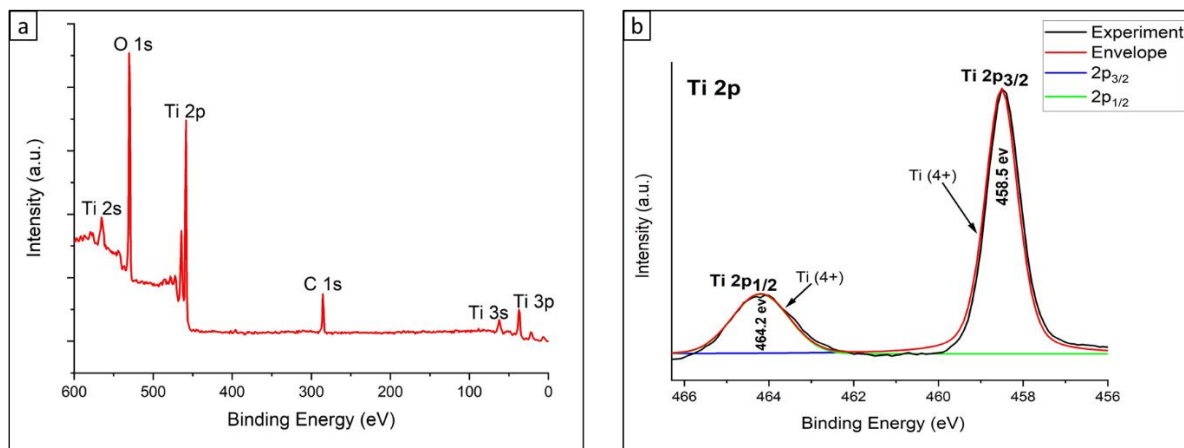 a
O 1s
Ti 2p
Ti 2s
C 1s
Ti 3s
Ti 3p
Intensity (a.u.)
600
500
400
300
200
100
0
Binding Energy (eV)
b
Experiment
Envelope
2p3/2
2p1/2
Ti 2p
Ti 2p3/2
Ti (4+)
458.5 ev
Ti 2p1/2
Ti (4+)
464.2 ev
Intensity (a.u.)
466
464
462
460
458
456
Binding Energy (eV)